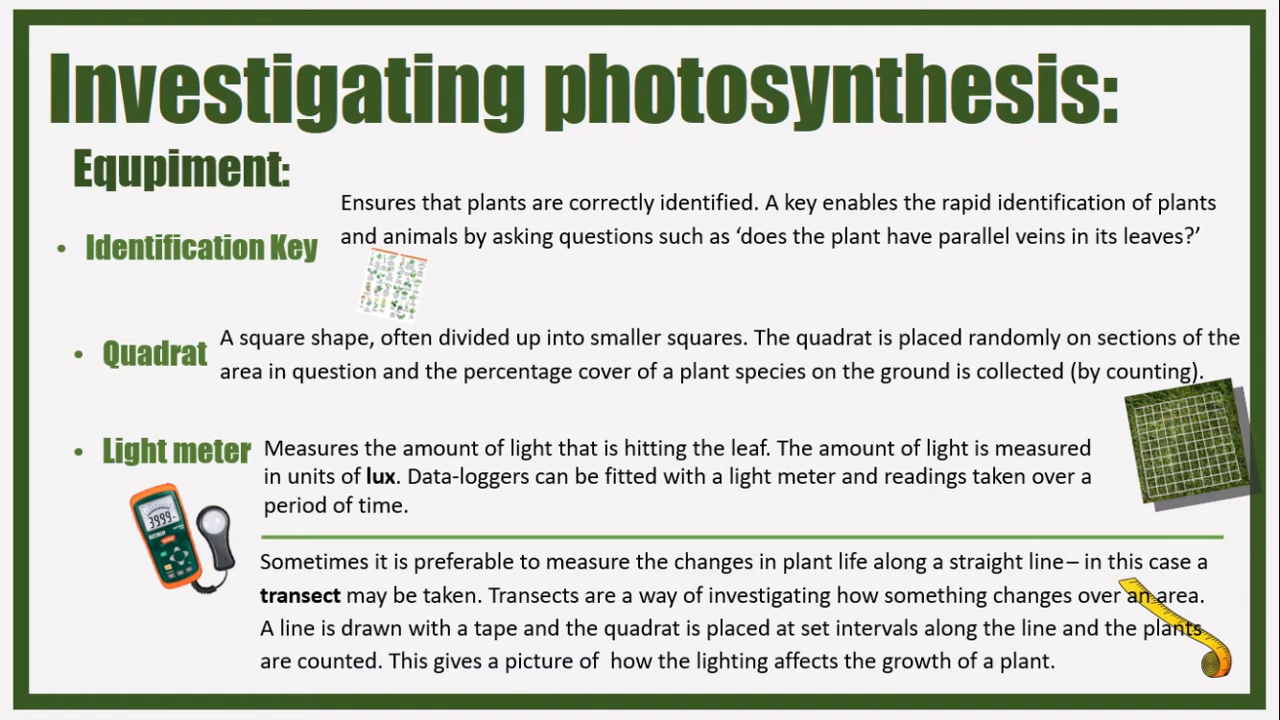 Investigating photosynthesis:
Equpiment:
• Identification Key
Ensures that plants are correctly identified. A key enables the rapid identification of plants
and animals by asking questions such as ‘does the plant have parallel veins in its leaves?’
• Quadrat
A square shape, often divided up into smaller squares. The quadrat is placed randomly on sections of the
area in question and the percentage cover of a plant species on the ground is collected (by counting).
• Light meter
Measures the amount of light that is hitting the leaf. The amount of light is measured
in units of lux. Data-loggers can be fitted with a light meter and readings taken over a
period of time.
3999
Sometimes it is preferable to measure the changes in plant life along a straight line – in this case a
transect may be taken. Transects are a way of investigating how something changes over an area.
A line is drawn with a tape and the quadrat is placed at set intervals along the line and the plants
are counted. This gives a picture of how the lighting affects the growth of a plant.